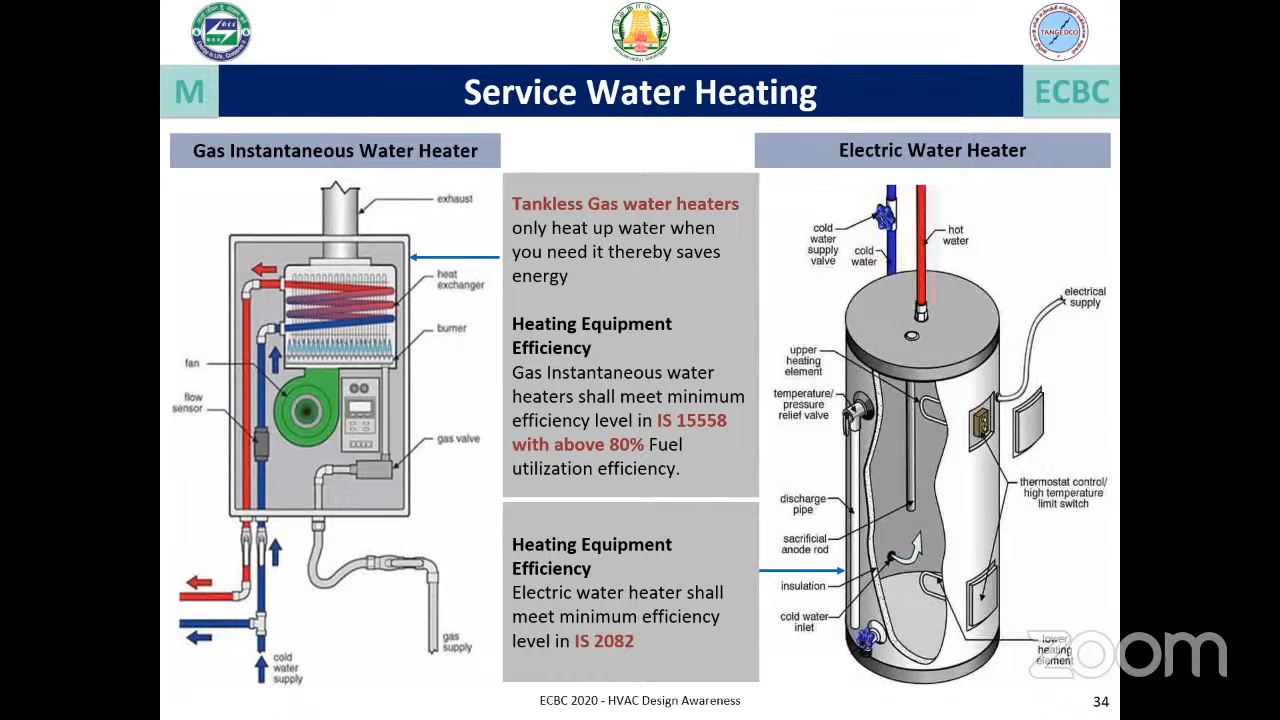 TANGEDCO
M
Service Water Heating
ECBC
Gas Instantaneous Water Heater
Electric Water Heater
exhaust
heat
exchanger
burner
fan
flow
sensor
gas valve
gas
supply
cold
water
supply
Tankless Gas water heaters
only heat up water when
you need it thereby saves
energy
Heating Equipment
Efficiency
Gas Instantaneous water
heaters shall meet minimum
efficiency level in IS 15558
with above 80% Fuel
utilization efficiency.
Heating Equipment
Efficiency
Electric water heater shall
meet minimum efficiency
level in IS 2082
cold
water
supply
valve
cold
water
hot
water
electrical
supply
upper
heating
element
temperature/
pressure
relief valve
thermostat control/
high temperature
limit switch
discharge
pipe
sacrificial
anode rod
insulation
cold water
inlet
lower
heating
element
zoom
ECBC 2020 - HVAC Design Awareness
34